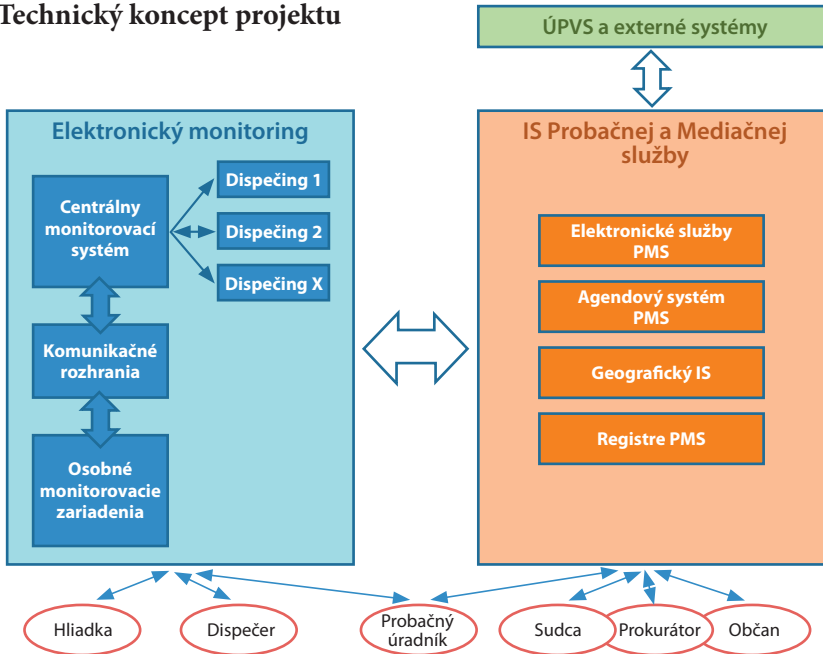 Technický koncept projektu
ÚPVS a externé systémy
Elektronický monitoring
Centrálny
monitorovací
systém
Dispečing 1
Dispečing 2
Dispečing X
Komunikačné
rozhrania
Osobné
monitorovacie
zariadenia
IS Probačnej a Mediačnej
služby
Elektronické služby
PMS
Agendový systém
PMS
Geografický IS
Registre PMS
Hliadka
Dispečer
Probačný
úradník
Sudca
Prokurátor
Občan